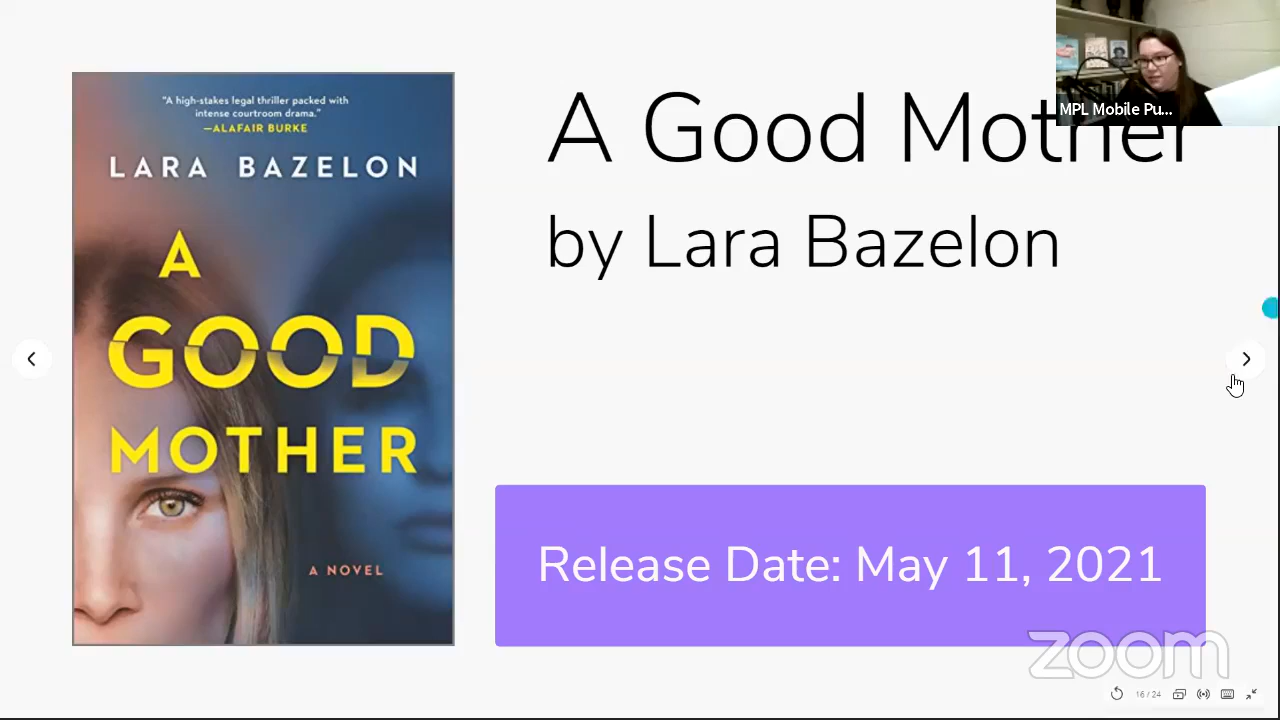 "A high-stakes legal thriller packed with
intense courtroom drama."
—ALAFAIR BURKE
LARA BAZELON
A
GOOD
MOTHER
A NOVEL
A Good Mother
by Lara Bazelon
MPL Mobile Pu...
Release Date: May 11, 2021
zoom
16/24